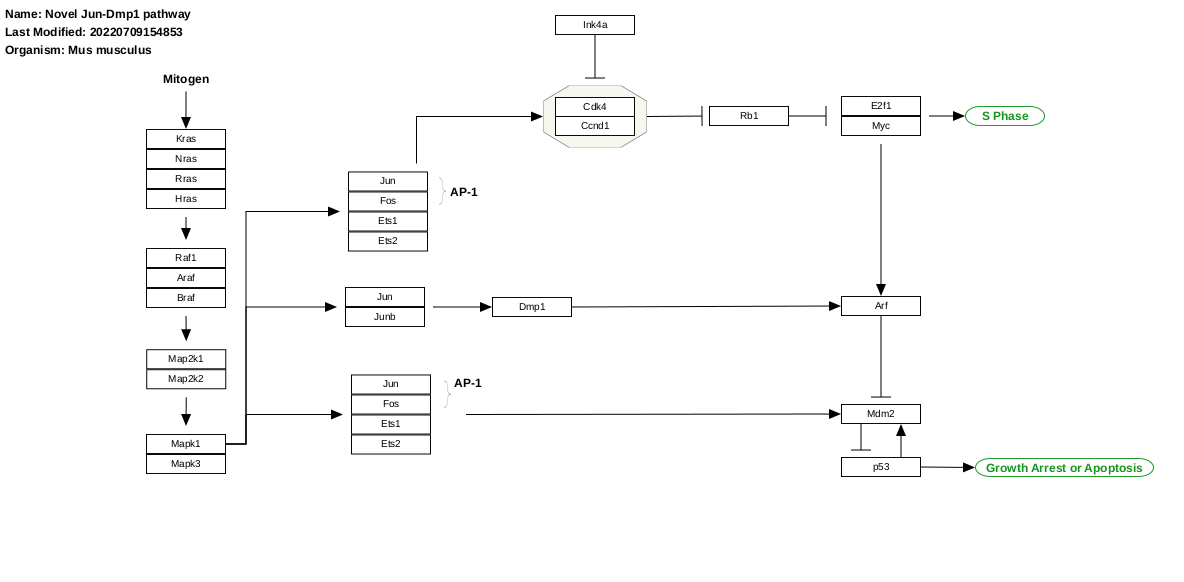 Name: Novel Jun-Dmp1 pathway
Last Modified: 20220709154853
Organism: Mus musculus
Mitogen
Kras
Nras
Rras
Hras
Raf1
Araf
Braf
Map2k1
Map2k2
Mapk1
Mapk3
Jun
Fos
Ets1
Ets2
AP-1
Jun
Junb
Dmp1
Jun
Fos
Ets1
Ets2
AP-1
Ink4a
Cdk4
Ccnd1
Rb1
E2f1
Myc
S Phase
Arf
Mdm2
p53
Growth Arrest or Apoptosis